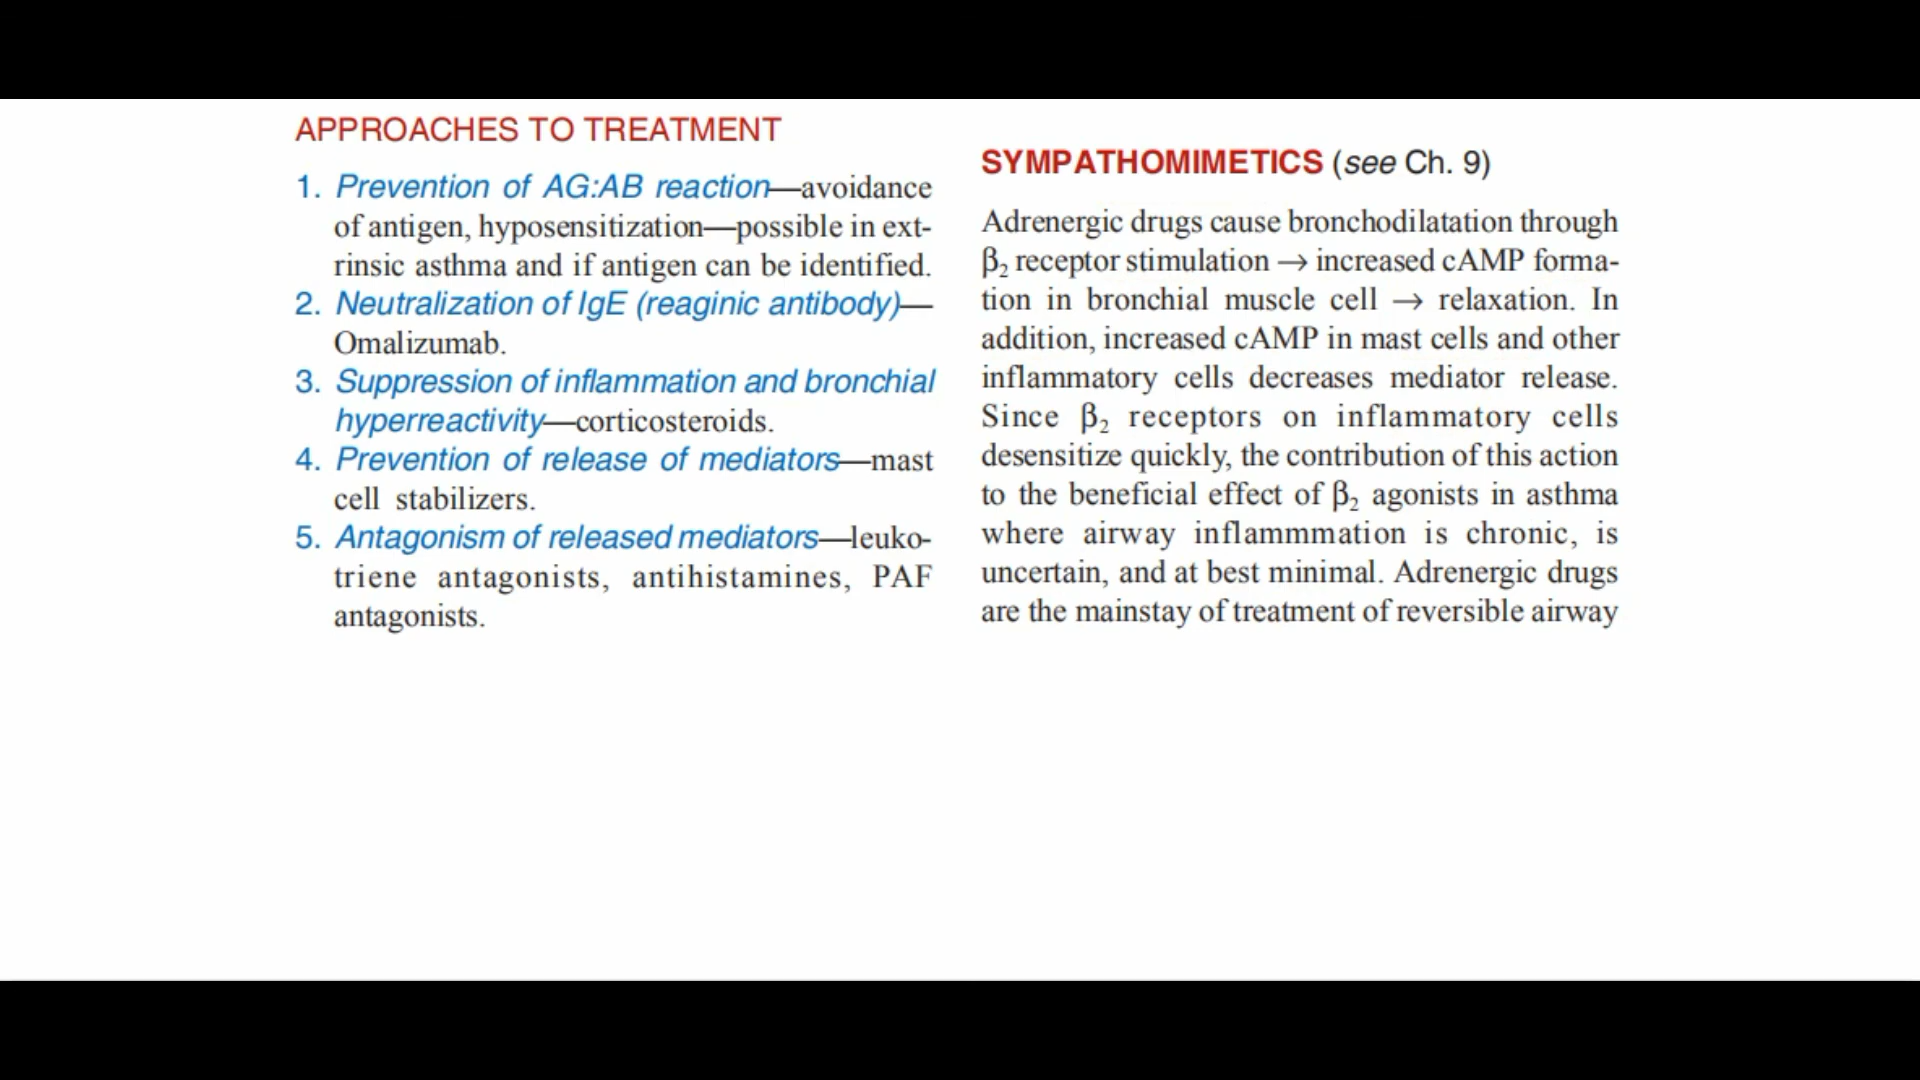 APPROACHES TO TREATMENT
1. Prevention of AG:AB reaction—avoidance
of antigen, hyposensitization—possible in ext-
rinsic asthma and if antigen can be identified.
2. Neutralization of IgE (reaginic antibody)—
Omalizumab.
3. Suppression of inflammation and bronchial
hyperreactivity—corticosteroids.
4. Prevention of release of mediators—mast
cell stabilizers.
5. Antagonism of released mediators—leuko-
triene antagonists, antihistamines, PAF
antagonists.
SYMPATHOMIMETICS (see Ch. 9)
Adrenergic drugs cause bronchodilatation through
β₂ receptor stimulation → increased cAMP forma-
tion in bronchial muscle cell → relaxation. In
addition, increased cAMP in mast cells and other
inflammatory cells decreases mediator release.
Since β₂ receptors on inflammatory cells
desensitize quickly, the contribution of this action
to the beneficial effect of β₂ agonists in asthma
where airway inflammmation is chronic, is
uncertain, and at best minimal. Adrenergic drugs
are the mainstay of treatment of reversible airway